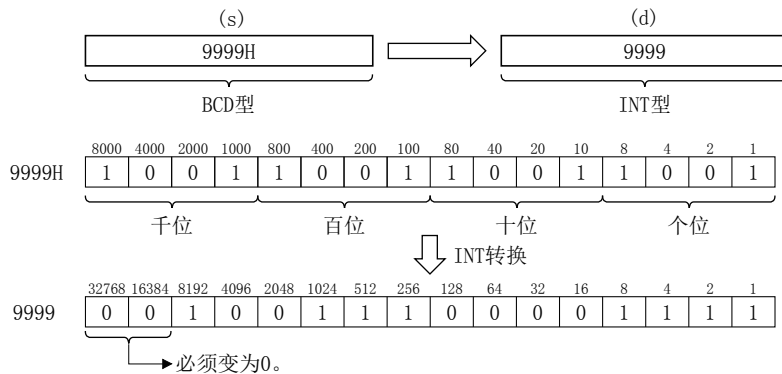 (s) (d)
9999H 9999
BCD型 INT型
8000 4000 2000 1000 800 400 200 100 80 40 20 10 8 4 2 1
9999H 1 0 0 1 1 0 0 1 1 0 0 1 1 0 0 1
千位 百位 十位 个位
INT转换
32768 16384 8192 4096 2048 1024 512 256 128 64 32 16 8 4 2 1
9999 0 0 1 0 0 1 1 1 0 0 0 0 1 1 1 1
必须变为0。